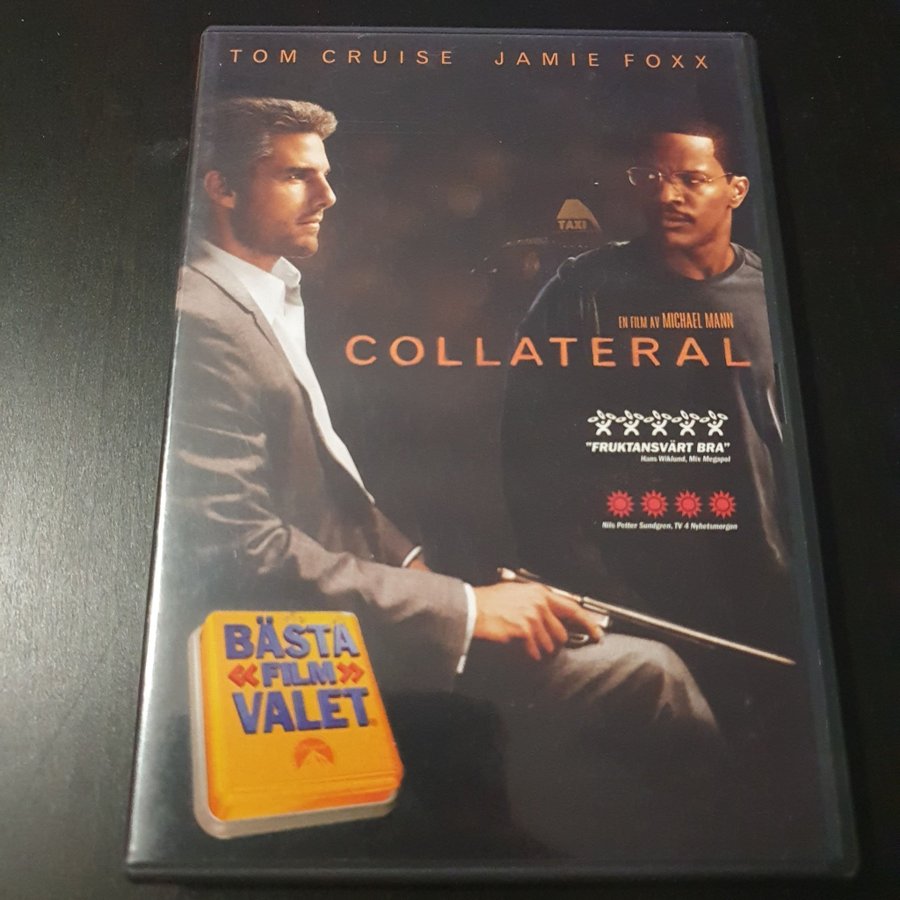 TOM CRUISE JAMIE FOXX
TAXI
EN FILM AV MICHAEL MANN
COLLATERAL
"FRUKTANSVÄRT BRA"
Hans Wiklund, Mix Megapol
Nils Petter Sundgren, TV 4 Nyhetsmorgon
BÄSTA
«FILM»
VALET